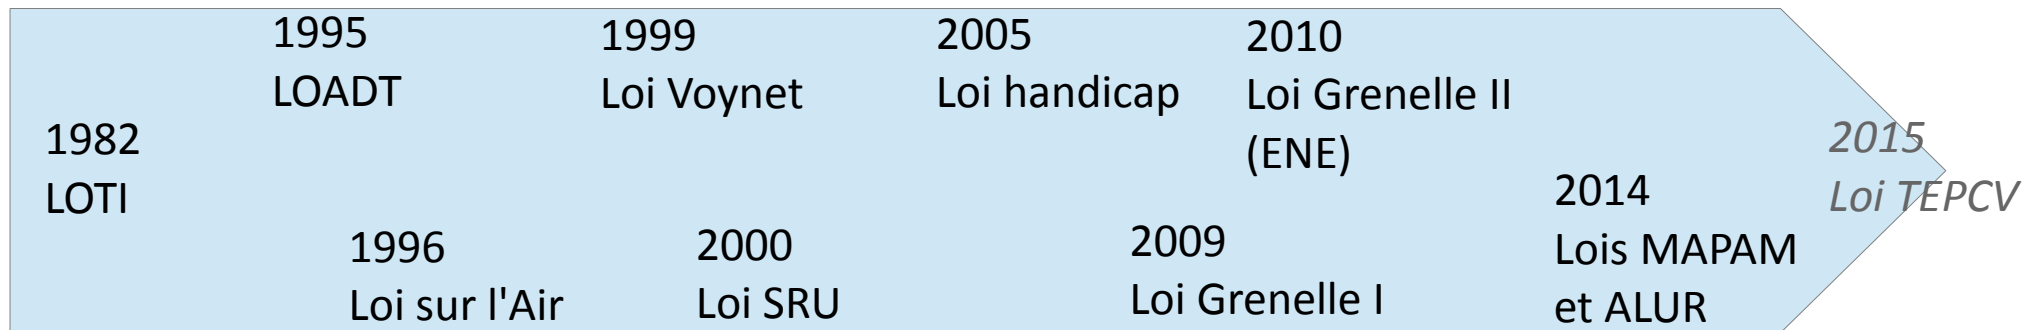 1982
LOTI
1995
LOADT
1996
Loi sur l'Air
1999
Loi Voynet
2000
Loi SRU
2005
Loi handicap
2009
Loi Grenelle I
2010
Loi Grenelle II
(ENE)
2014
Lois MAPAM
et ALUR
2015
Loi TEPCV